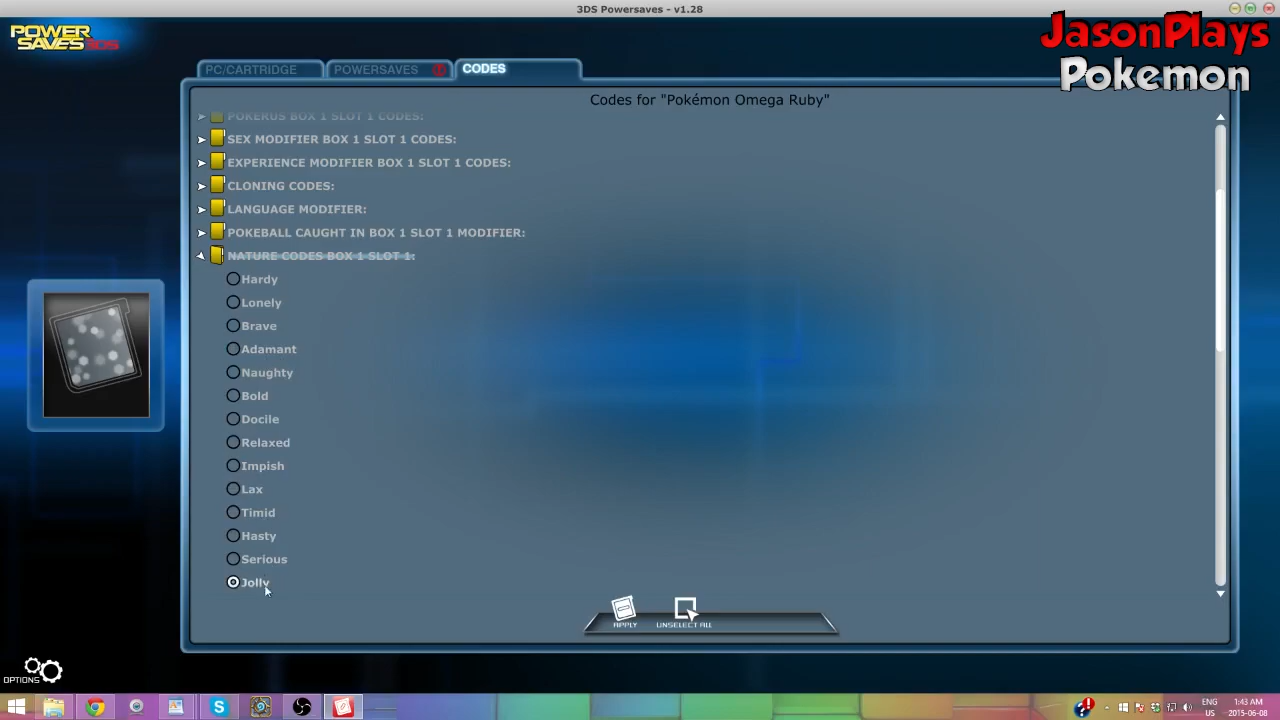 3DS Powersaves - v1.28
POWER
SAVES3DS
JasonPlays
Pokemon
PC/CARTRIDGE
POWERSAVES
CODES
Codes for "Pokémon Omega Ruby"
POKERUS BOX 1 SLOT 1 CODES:
SEX MODIFIER BOX 1 SLOT 1 CODES:
EXPERIENCE MODIFIER BOX 1 SLOT 1 CODES:
CLONING CODES:
LANGUAGE MODIFIER:
POKEBALL CAUGHT IN BOX 1 SLOT 1 MODIFIER:
NATURE CODES BOX 1 SLOT 1:
Hardy
Lonely
Brave
Adamant
Naughty
Bold
Docile
Relaxed
Impish
Lax
Timid
Hasty
Serious
Jolly
APPLY
UNSELECT ALL
OPTIONS
ENG
US
1:43 AM
2015-06-08